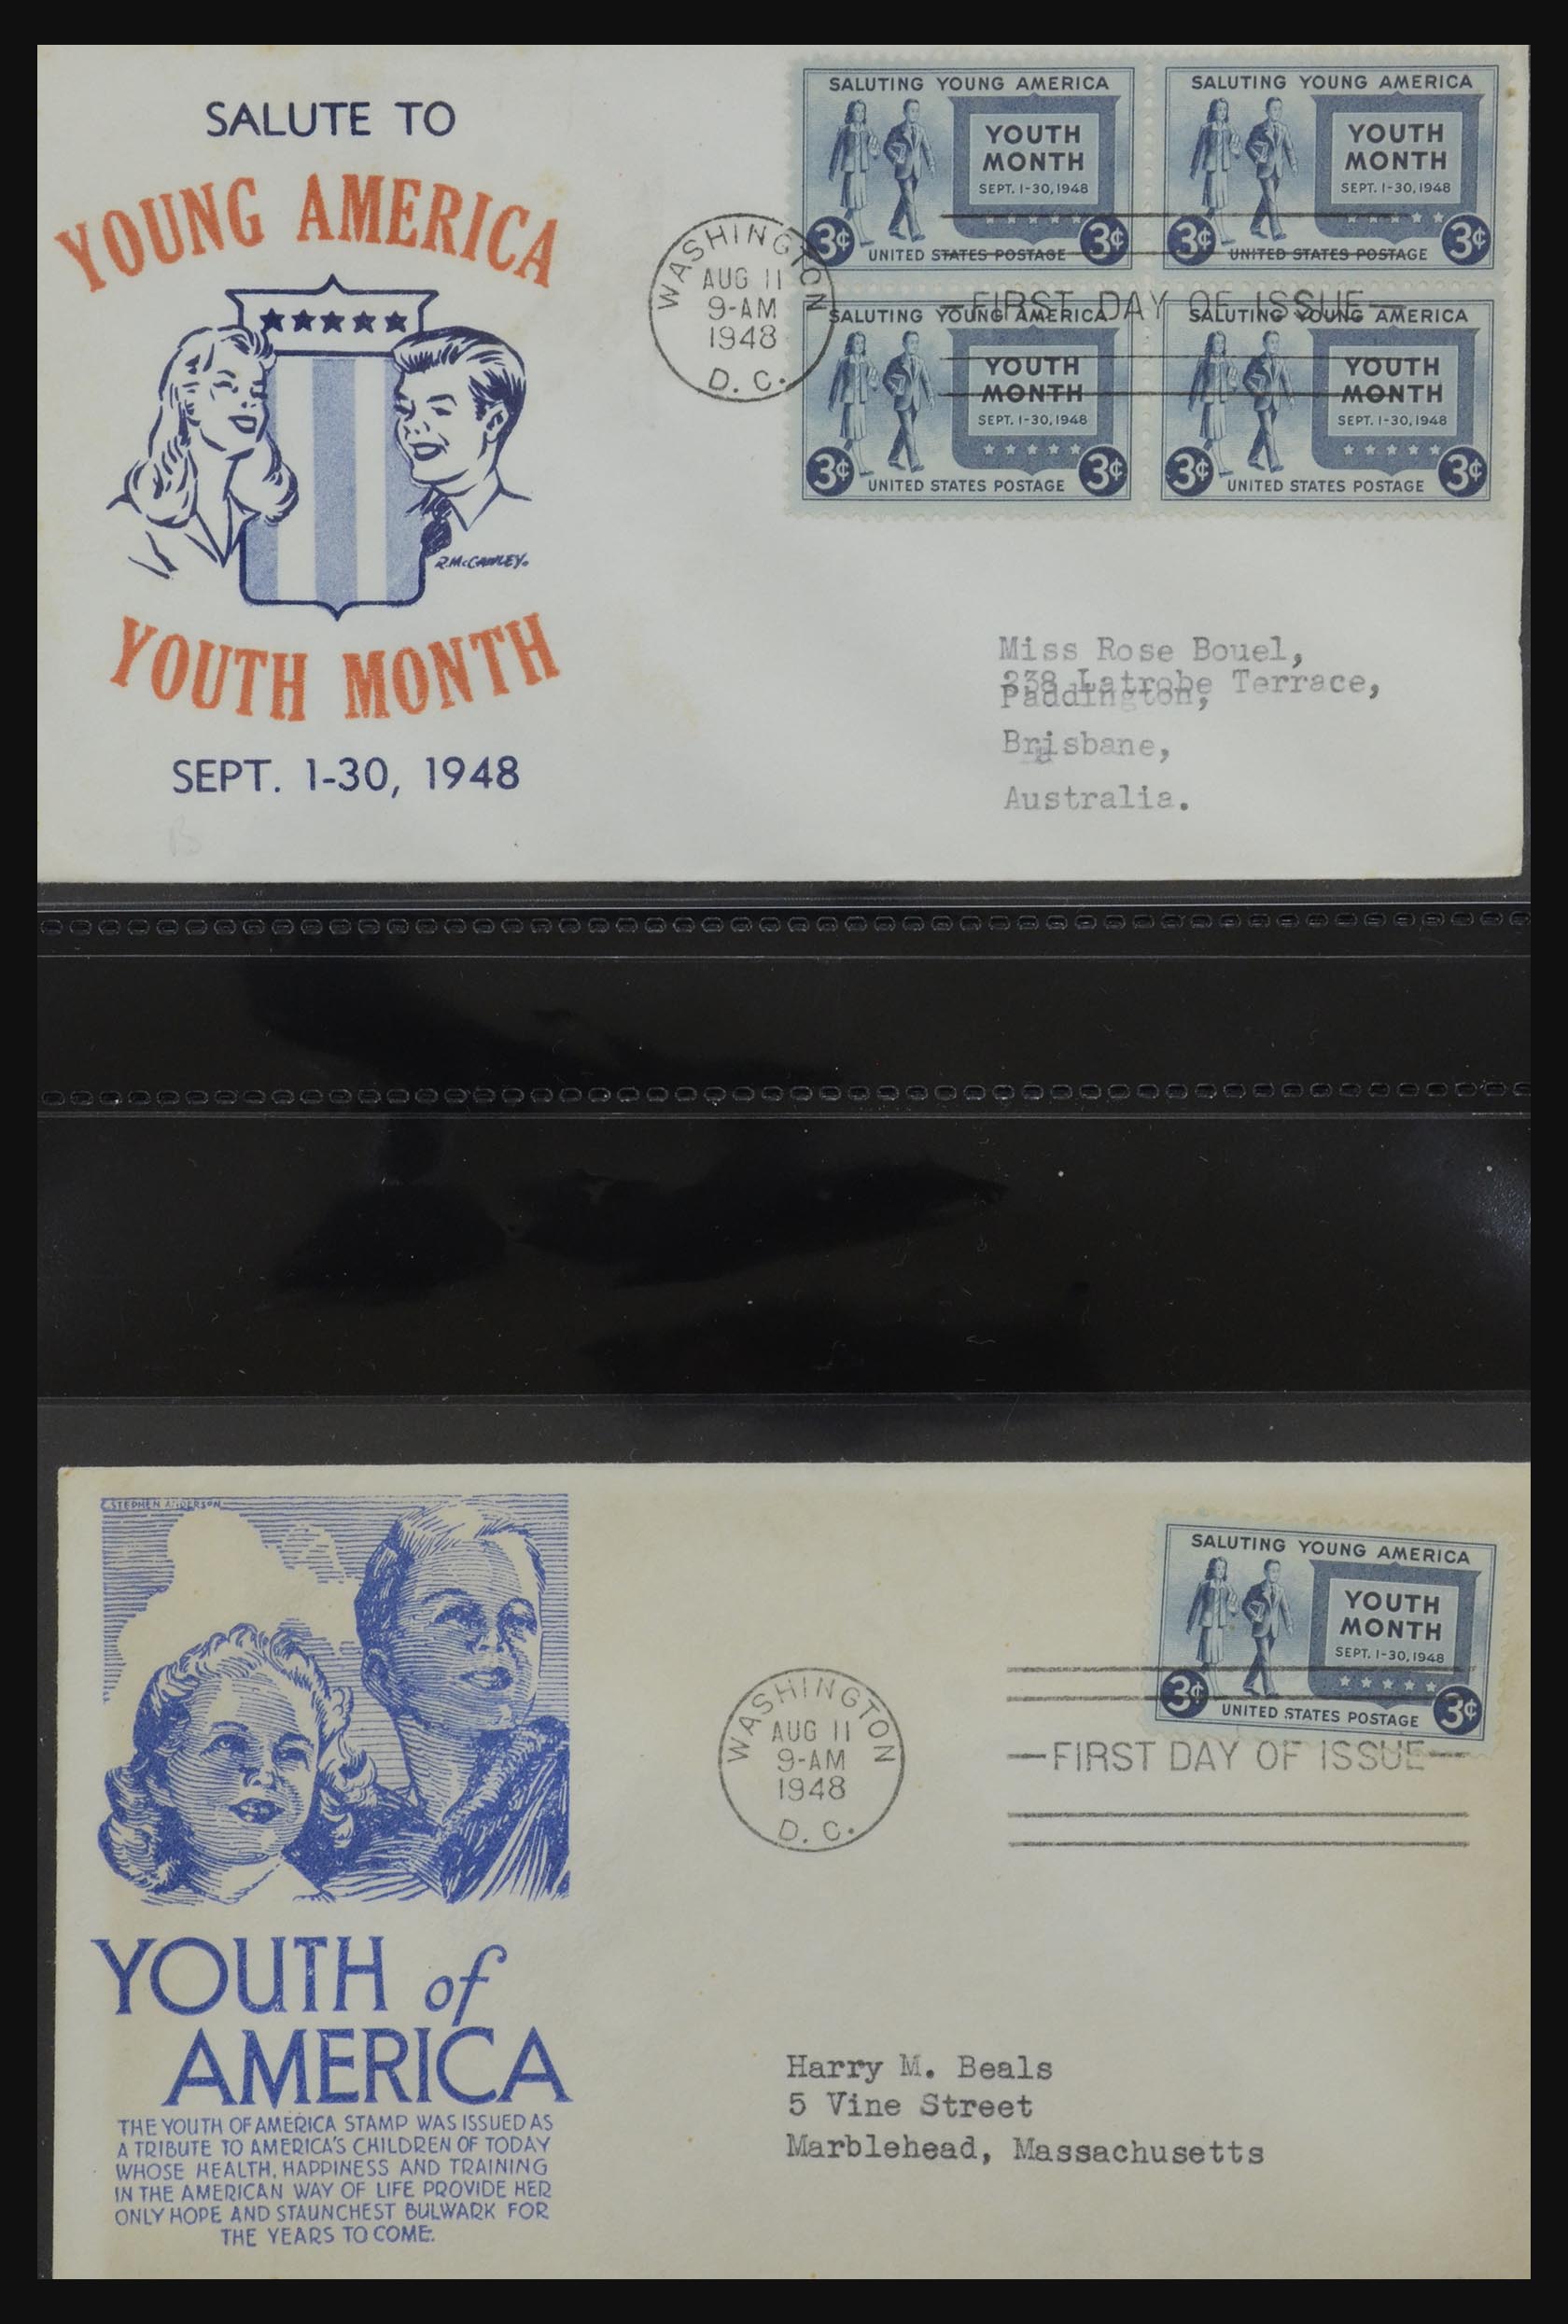 SALUTE TO
YOUNG AMERICA
R.McCAWLEY.
YOUTH MONTH
SEPT. 1-30, 1948
WASHINGTON
AUG 11
9-AM
1948
D. C.
FIRST DAY OF ISSUE
SALUTING YOUNG AMERICA
YOUTH
MONTH
SEPT. 1-30, 1948
3¢ 3¢
UNITED STATES POSTAGE
SALUTING YOUNG AMERICA
YOUTH
MONTH
SEPT. 1-30, 1948
3¢ 3¢
UNITED STATES POSTAGE
SALUTING YOUNG AMERICA
YOUTH
MONTH
SEPT. 1-30, 1948
3¢ 3¢
UNITED STATES POSTAGE
SALUTING YOUNG AMERICA
YOUTH
MONTH
SEPT. 1-30, 1948
3¢ 3¢
UNITED STATES POSTAGE
Miss Rose Bouel,
238 Latrobe Terrace,
Paddington,
Brisbane,
Australia.
B
C. STEPHEN ANDERSON
YOUTH of
AMERICA
THE YOUTH OF AMERICA STAMP WAS ISSUED AS
A TRIBUTE TO AMERICA'S CHILDREN OF TODAY
WHOSE HEALTH, HAPPINESS AND TRAINING
IN THE AMERICAN WAY OF LIFE PROVIDE HER
ONLY HOPE AND STAUNCHEST BULWARK FOR
THE YEARS TO COME.
WASHINGTON
AUG 11
9-AM
1948
D. C.
SALUTING YOUNG AMERICA
YOUTH
MONTH
SEPT. 1-30, 1948
3¢ 3¢
UNITED STATES POSTAGE
FIRST DAY OF ISSUE
Harry M. Beals
5 Vine Street
Marblehead, Massachusetts